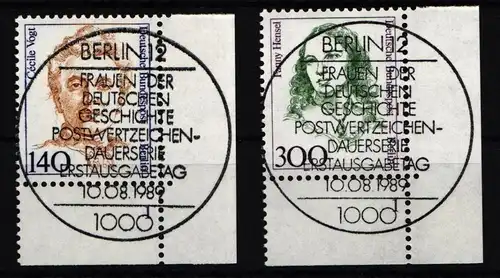 Cécile Vogt
Deutsche Bundespost Berlin
140
BERLIN 12
FRAUEN DER
DEUTSCHEN
GESCHICHTE
POSTWERTZEICHEN-
DAUERSERIE
ERSTAUSGABETAG
10.08.1989
1000
Fanny Hensel
Deutsche Bundespost Berlin
300
BERLIN 12
FRAUEN DER
DEUTSCHEN
GESCHICHTE
POSTWERTZEICHEN-
DAUERSERIE
ERSTAUSGABETAG
10.08.1989
1000